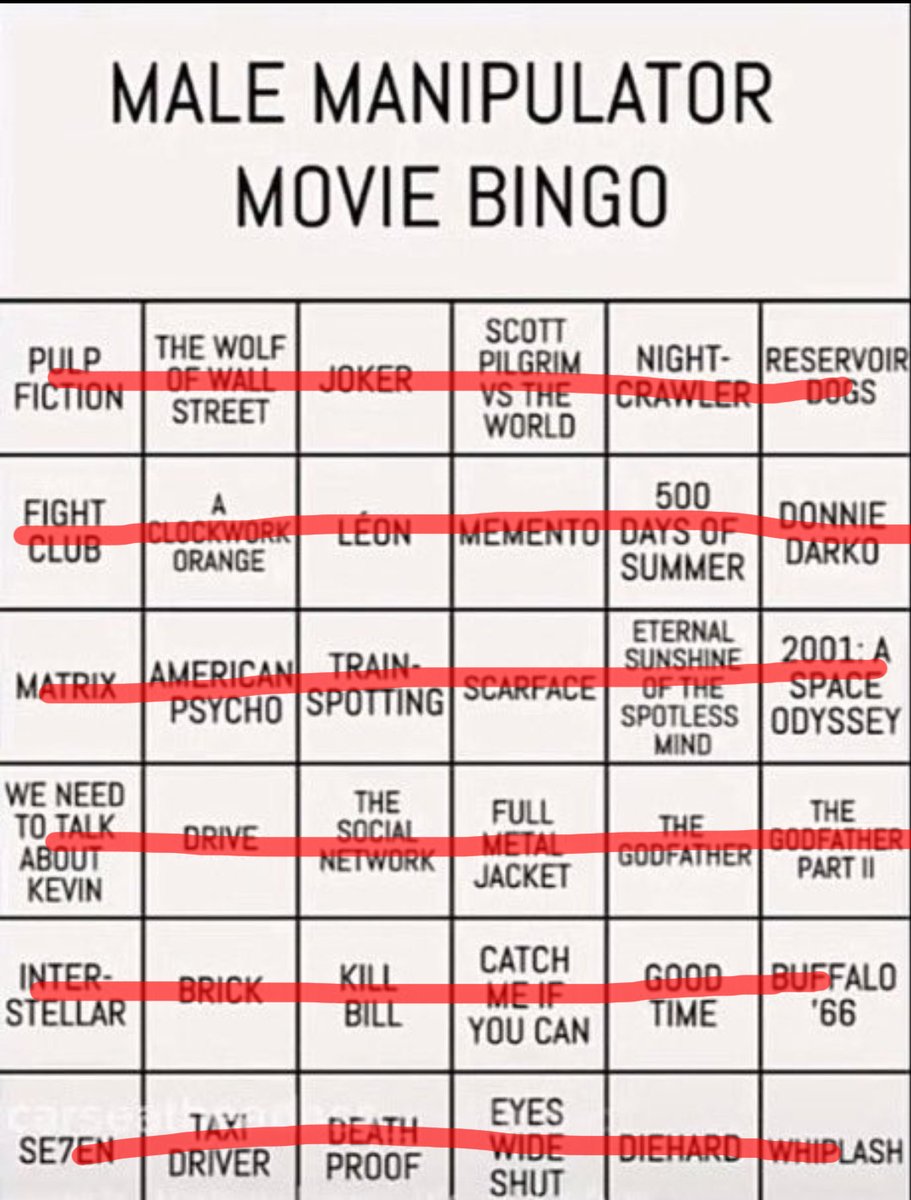 MALE MANIPULATOR
MOVIE BINGO
PULP
FICTION
THE WOLF
OF WALL
STREET
JOKER
SCOTT
PILGRIM
VS THE
WORLD
NIGHT-
CRAWLER
RESERVOIR
DOGS
FIGHT
CLUB
A
CLOCKWORK
ORANGE
LÉON
MEMENTO
500
DAYS OF
SUMMER
DONNIE
DARKO
MATRIX
AMERICAN
PSYCHO
TRAIN-
SPOTTING
SCARFACE
ETERNAL
SUNSHINE
OF THE
SPOTLESS
MIND
2001: A
SPACE
ODYSSEY
WE NEED
TO TALK
ABOUT
KEVIN
DRIVE
THE
SOCIAL
NETWORK
FULL
METAL
JACKET
THE
GODFATHER
THE
GODFATHER
PART II
INTER-
STELLAR
BRICK
KILL
BILL
CATCH
ME IF
YOU CAN
GOOD
TIME
BUFFALO
'66
SE7EN
TAXI
DRIVER
DEATH
PROOF
EYES
WIDE
SHUT
DIEHARD
WHIPLASH